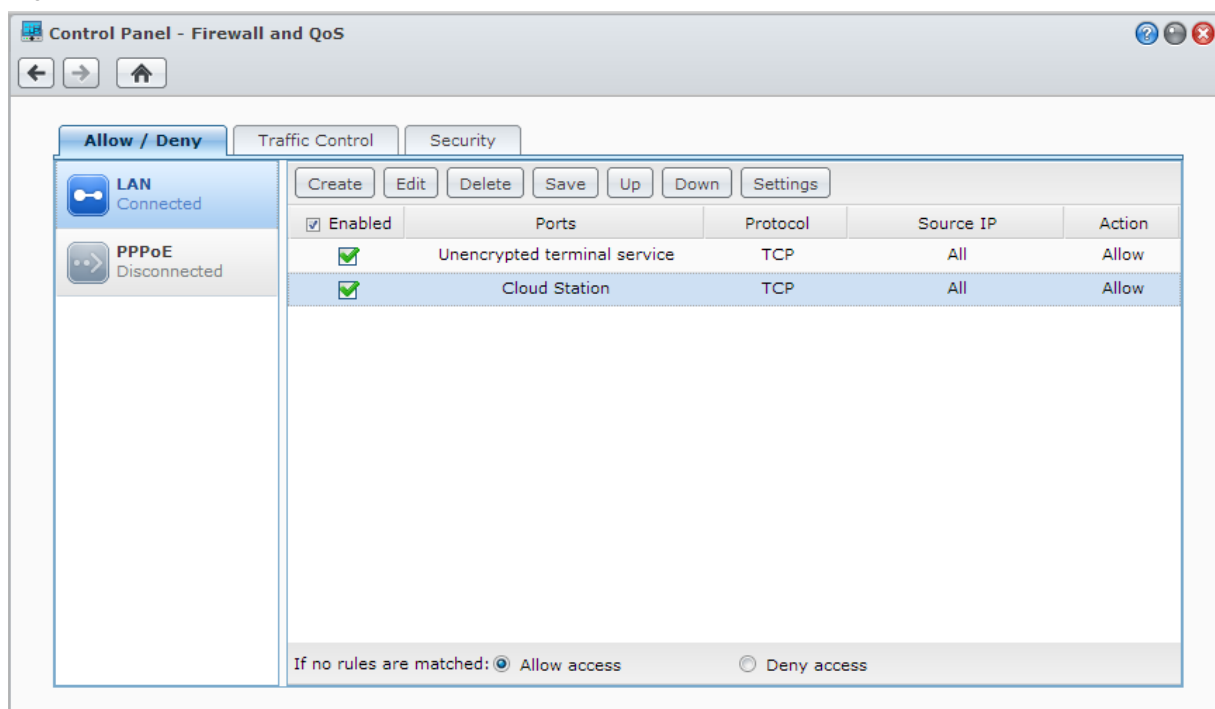 Control Panel - Firewall and QoS
Allow / Deny Traffic Control Security
LAN
Connected
PPPoE
Disconnected
Create Edit Delete Save Up Down Settings
Enabled Ports Protocol Source IP Action
Unencrypted terminal service TCP All Allow
Cloud Station TCP All Allow
If no rules are matched: Allow access Deny access